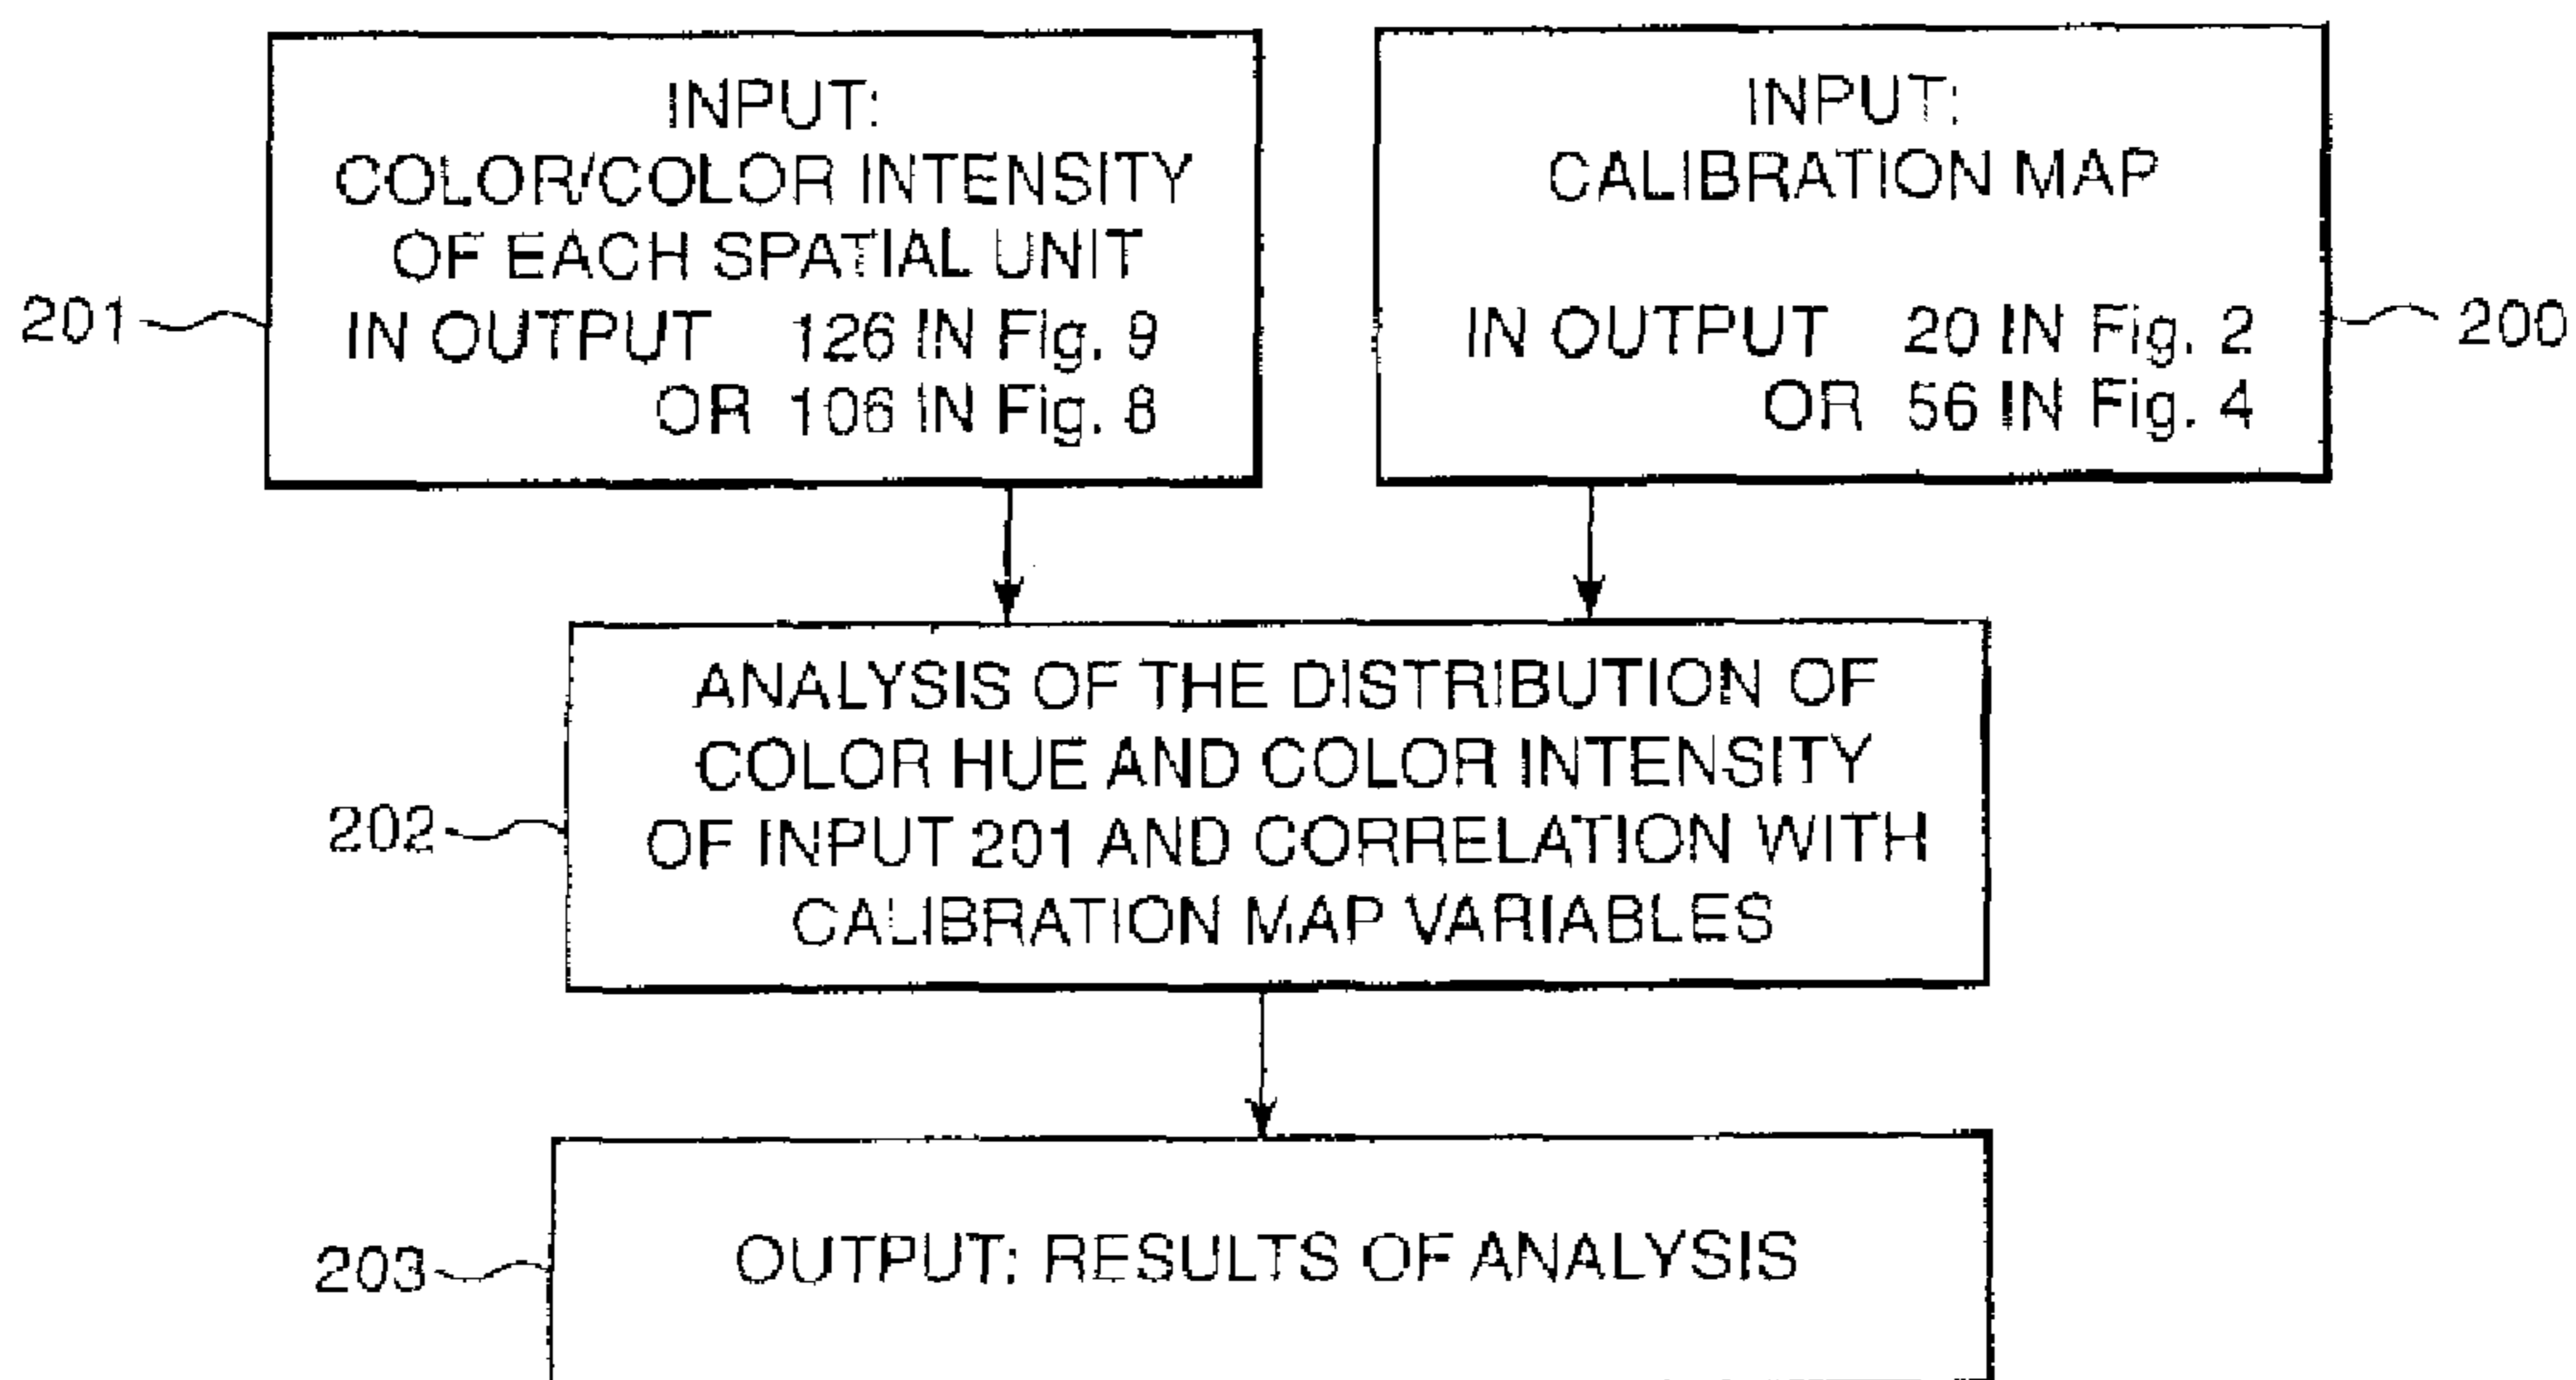 INPUT:
COLOR/COLOR INTENSITY
OF EACH SPATIAL UNIT
IN OUTPUT 126 IN Fig. 9
OR 106 IN Fig. 8
201
INPUT:
CALIBRATION MAP
IN OUTPUT 20 IN Fig. 2
OR 56 IN Fig. 4
200
ANALYSIS OF THE DISTRIBUTION OF
COLOR HUE AND COLOR INTENSITY
OF INPUT 201 AND CORRELATION WITH
CALIBRATION MAP VARIABLES
202
OUTPUT: RESULTS OF ANALYSIS
203